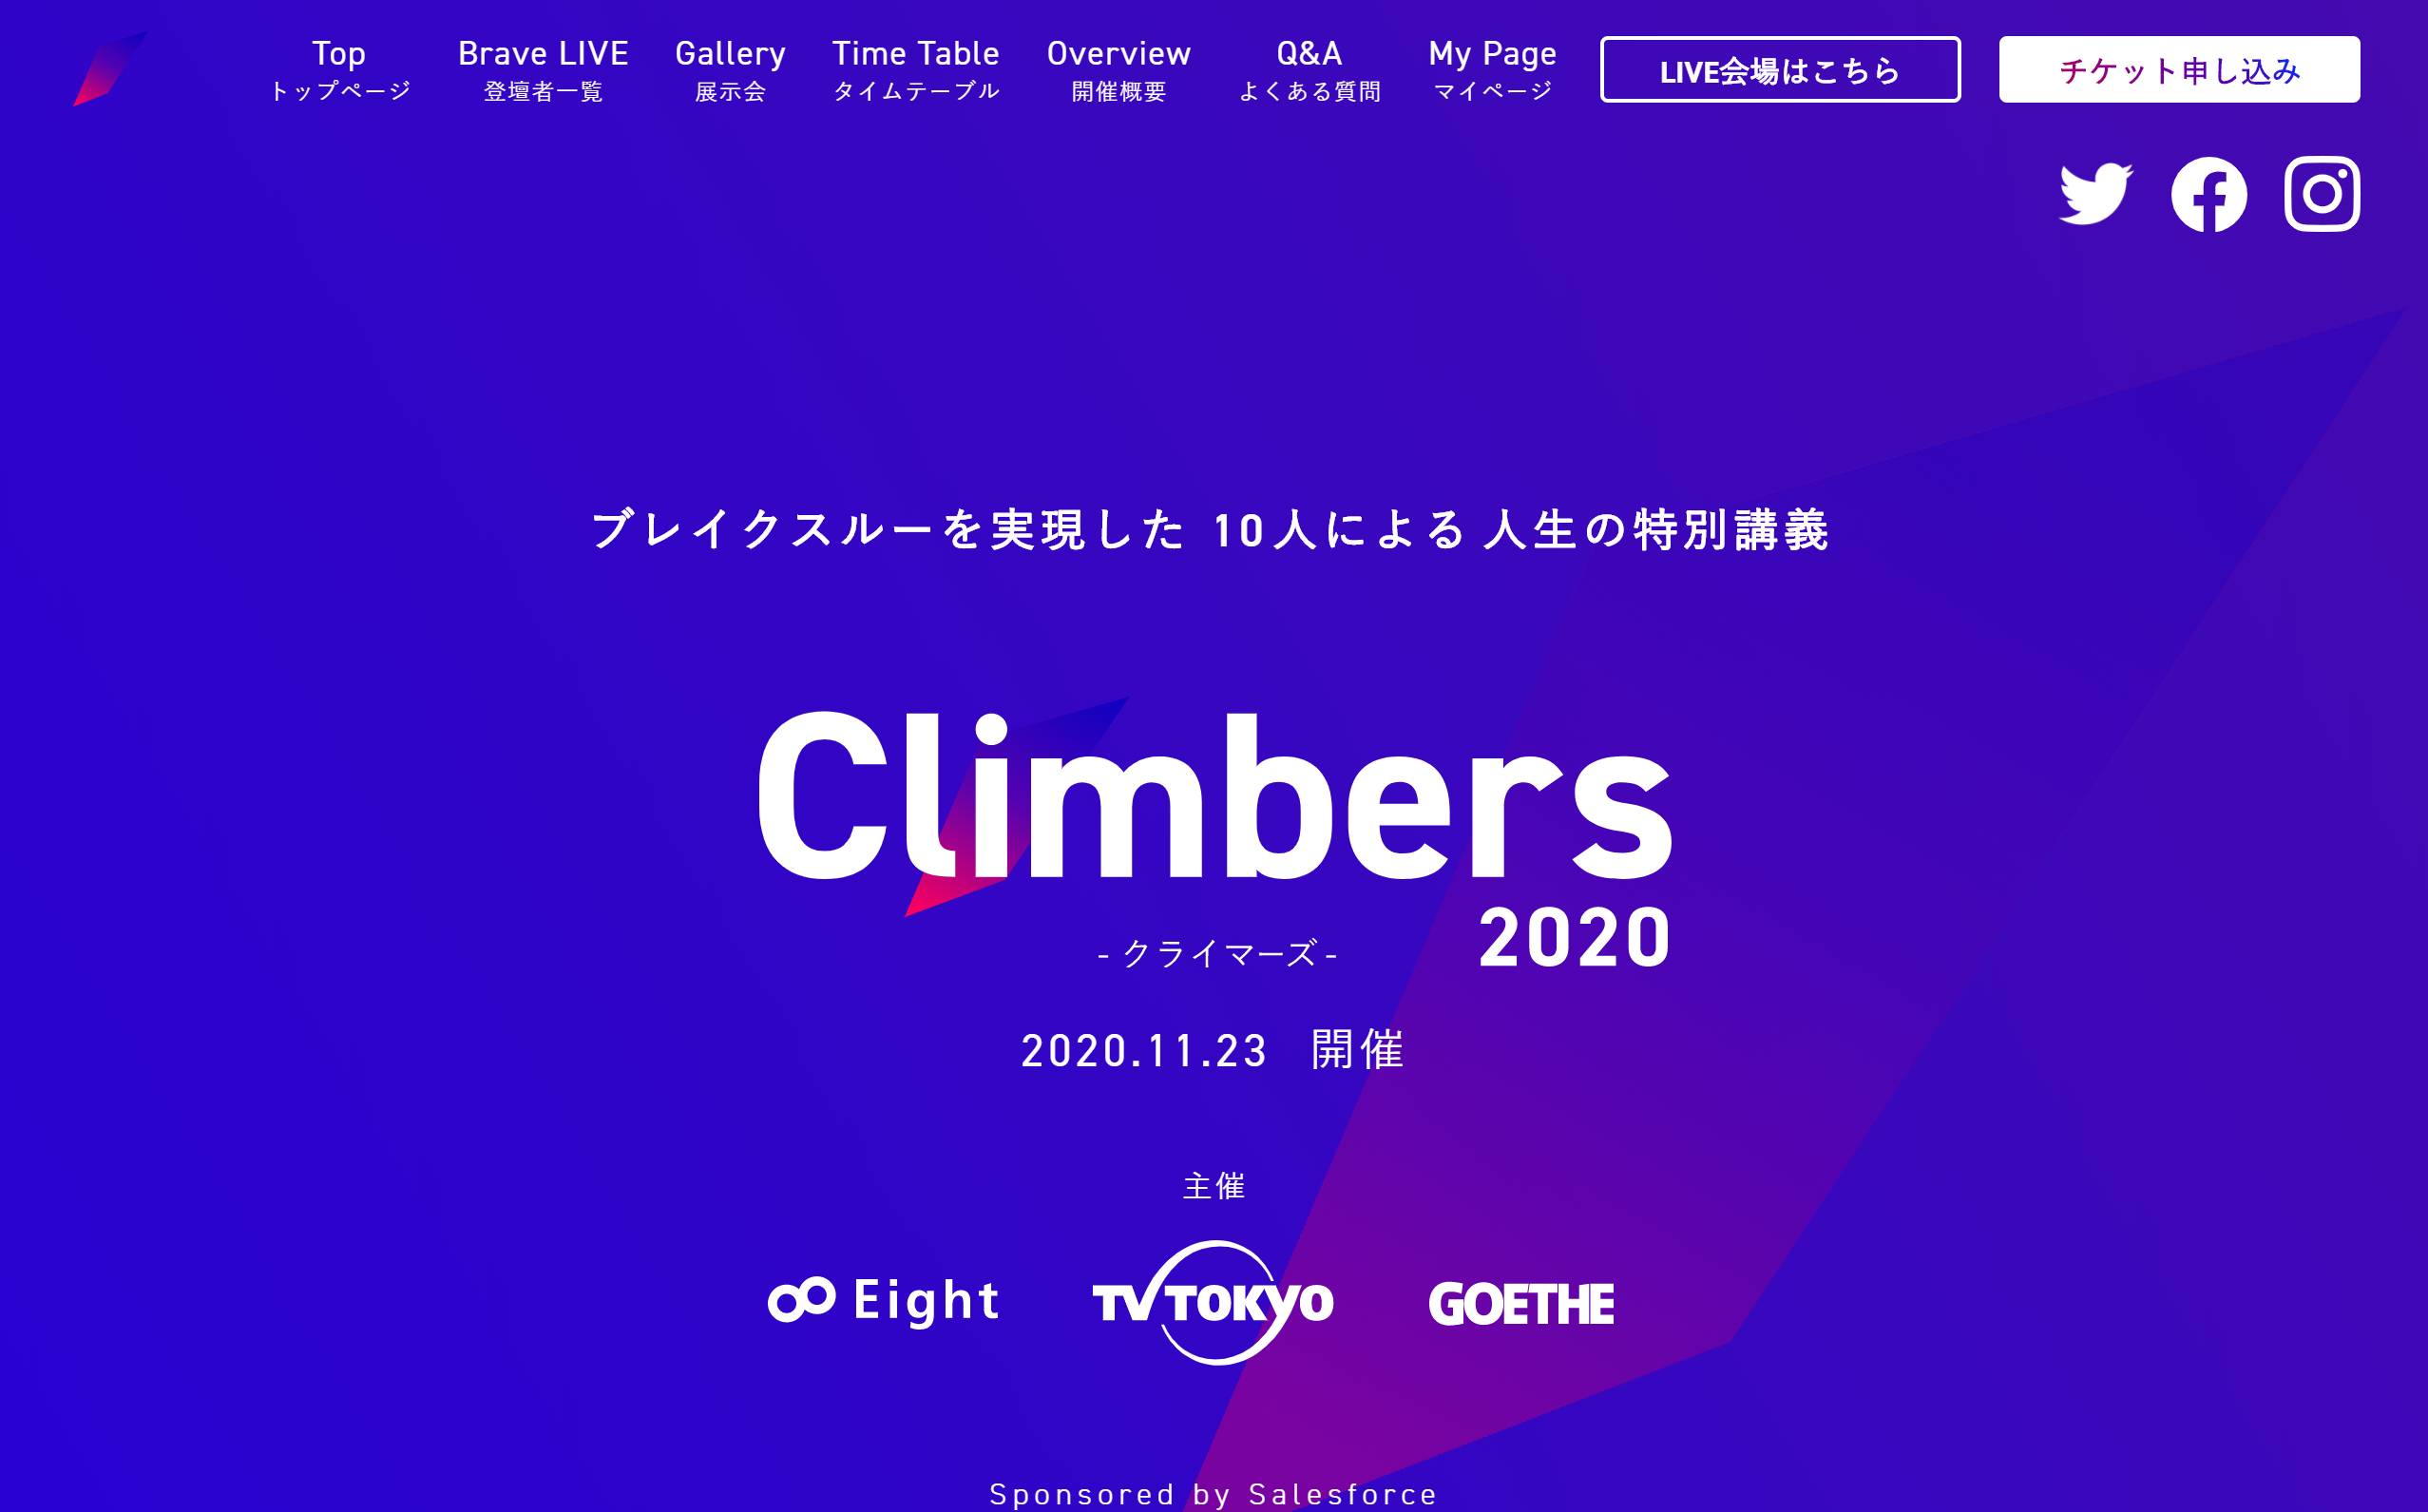 Top
トップページ
Brave LIVE
登壇者一覧
Gallery
展示会
Time Table
タイムテーブル
Overview
開催概要
Q&A
よくある質問
My Page
マイページ
LIVE会場はこちら
チケット申し込み
ブレイクスルーを実現した 10人による 人生の特別講義
Climbers
2020
- クライマーズ -
2020.11.23 開催
主催
Eight
TV TOKYO
GOETHE
Sponsored by Salesforce